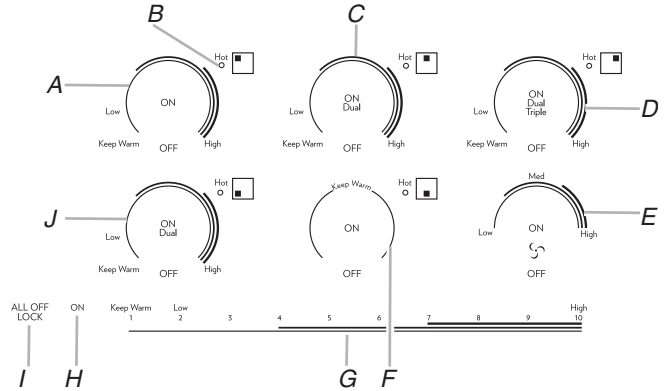 B
C
A
Hot
ON
Low
Keep Warm
OFF
High
Hot
ON
Dual
Low
Keep Warm
OFF
High
Hot
ON
Dual
Triple
Low
Keep Warm
OFF
High
D
J
Hot
ON
Dual
Low
Keep Warm
OFF
High
Keep Warm
Hot
ON
OFF
Med
ON
Low
High
OFF
E
ALL OFF
LOCK
ON
Keep Warm Low High
1 2 3 4 5 6 7 8 9 10
I H G F